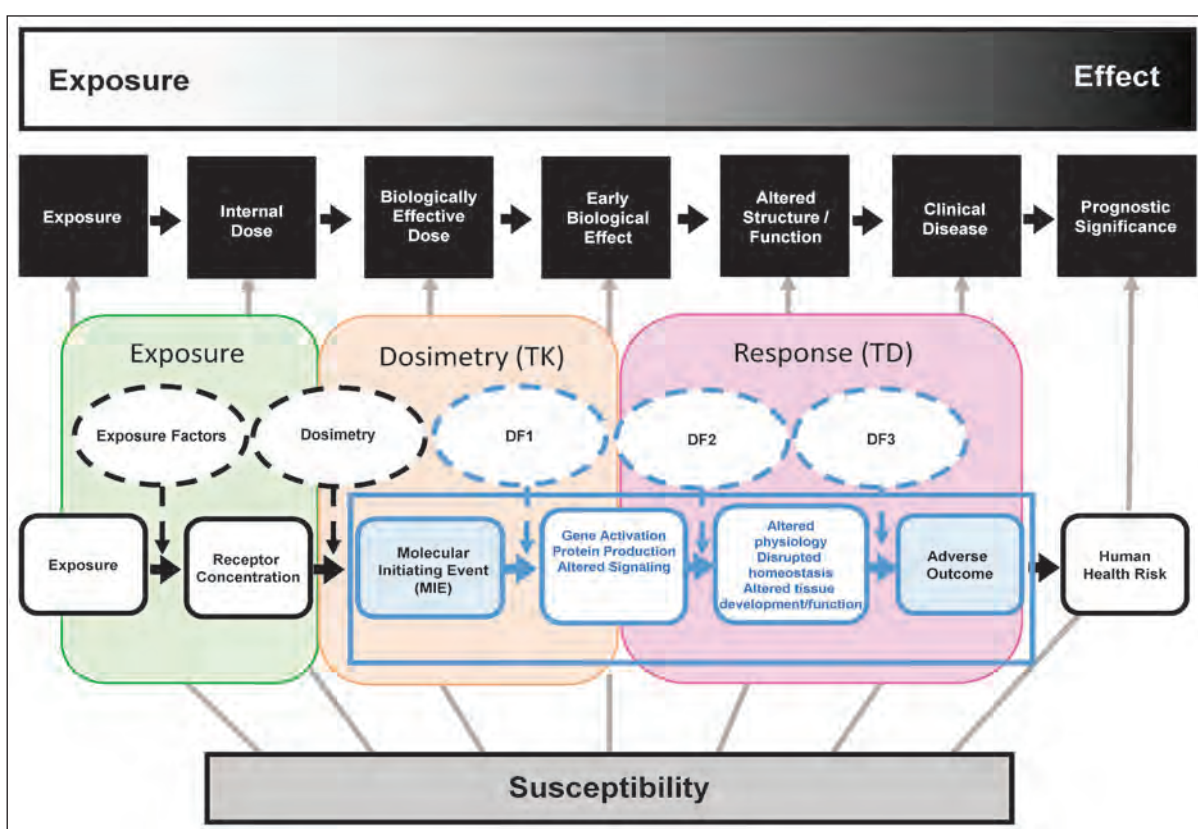 Exposure
Effect
Exposure
Internal
Dose
Biologically
Effective
Dose
Early
Biological
Effect
Altered
Structure /
Function
Clinical
Disease
Prognostic
Significance
Exposure
Dosimetry (TK)
Response (TD)
Exposure Factors
Dosimetry
DF1
DF2
DF3
Exposure
Receptor
Concentration
Molecular
Initiating Event
(MIE)
Gene Activation
Protein Production
Altered Signaling
Altered
physiology
Disrupted
homeostasis
Altered tissue
development/function
Adverse
Outcome
Human
Health Risk
Susceptibility